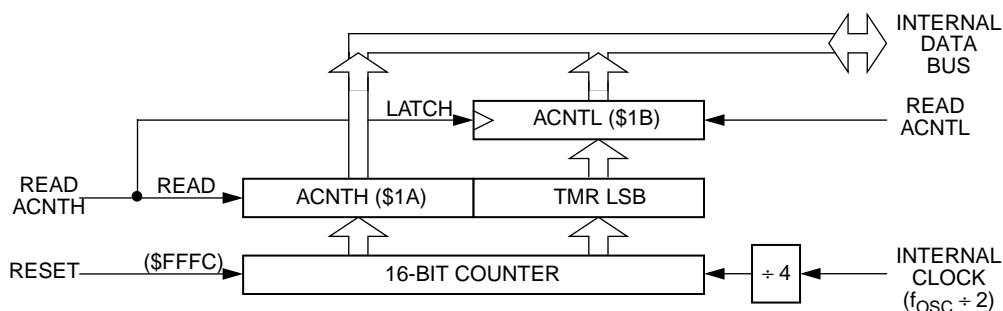 INTERNAL
DATA
BUS
LATCH
ACNTL ($1B)
READ
ACNTL
READ
ACNTH
READ
ACNTH ($1A)
TMR LSB
RESET
($FFFC)
16-BIT COUNTER
÷ 4
INTERNAL
CLOCK
(fOSC ÷ 2)